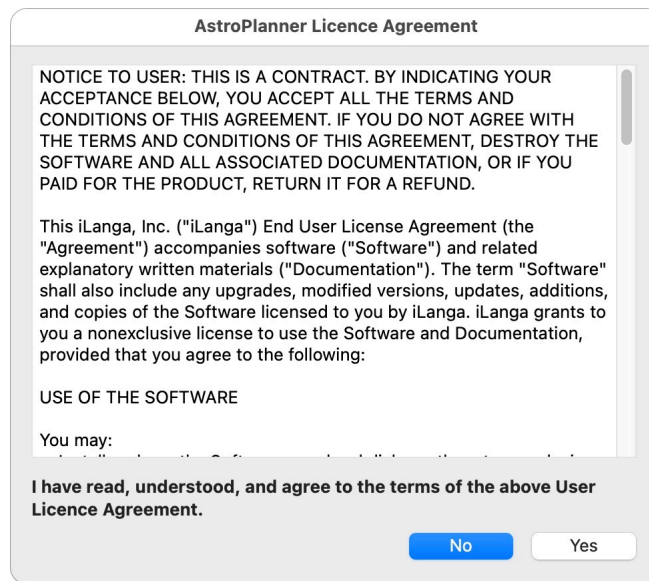 AstroPlanner Licence Agreement
NOTICE TO USER: THIS IS A CONTRACT. BY INDICATING YOUR
ACCEPTANCE BELOW, YOU ACCEPT ALL THE TERMS AND
CONDITIONS OF THIS AGREEMENT. IF YOU DO NOT AGREE WITH
THE TERMS AND CONDITIONS OF THIS AGREEMENT, DESTROY THE
SOFTWARE AND ALL ASSOCIATED DOCUMENTATION, OR IF YOU
PAID FOR THE PRODUCT, RETURN IT FOR A REFUND.
This iLanga, Inc. ("iLanga") End User License Agreement (the
"Agreement") accompanies software ("Software") and related
explanatory written materials ("Documentation"). The term "Software"
shall also include any upgrades, modified versions, updates, additions,
and copies of the Software licensed to you by iLanga. iLanga grants to
you a nonexclusive license to use the Software and Documentation,
provided that you agree to the following:
USE OF THE SOFTWARE
You may:
I have read, understood, and agree to the terms of the above User
Licence Agreement.
No Yes